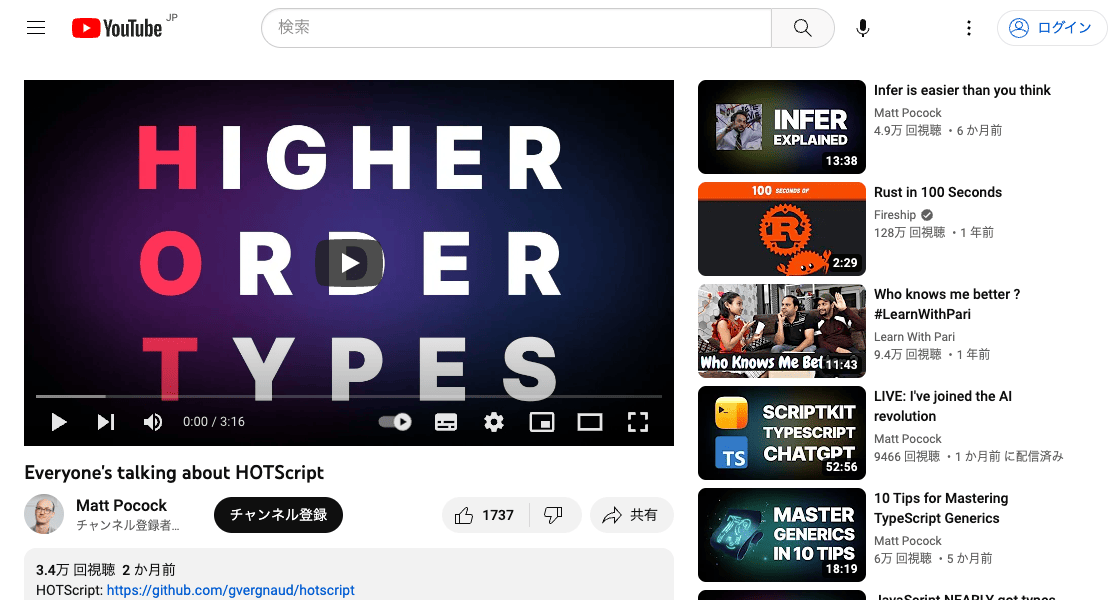 YouTube JP
検索
ログイン
HIGHER
ORDER
TYPES
0:00 / 3:16
Everyone's talking about HOTScript
Matt Pocock
チャンネル登録者...
チャンネル登録
1737
共有
3.4万 回視聴 2 か月前
HOTScript: https://github.com/gvergnaud/hotscript
INFER
EXPLAINED
13:38
Infer is easier than you think
Matt Pocock
4.9万 回視聴 ・6 か月前
100 SECONDS OF
R
2:29
Rust in 100 Seconds
Fireship
128万 回視聴 ・1 年前
Who Knows Me Bet
11:43
Who knows me better ?
#LearnWithPari
Learn With Pari
9.4万 回視聴 ・1 年前
SCRIPTKIT
TYPESCRIPT
CHATGPT
TS
52:56
LIVE: I've joined the AI
revolution
Matt Pocock
9466 回視聴 ・1 か月前 に配信済み
MASTER
GENERICS
IN 10 TIPS
18:19
10 Tips for Mastering
TypeScript Generics
Matt Pocock
6万 回視聴 ・5 か月前
JavaScript NEARLY got types